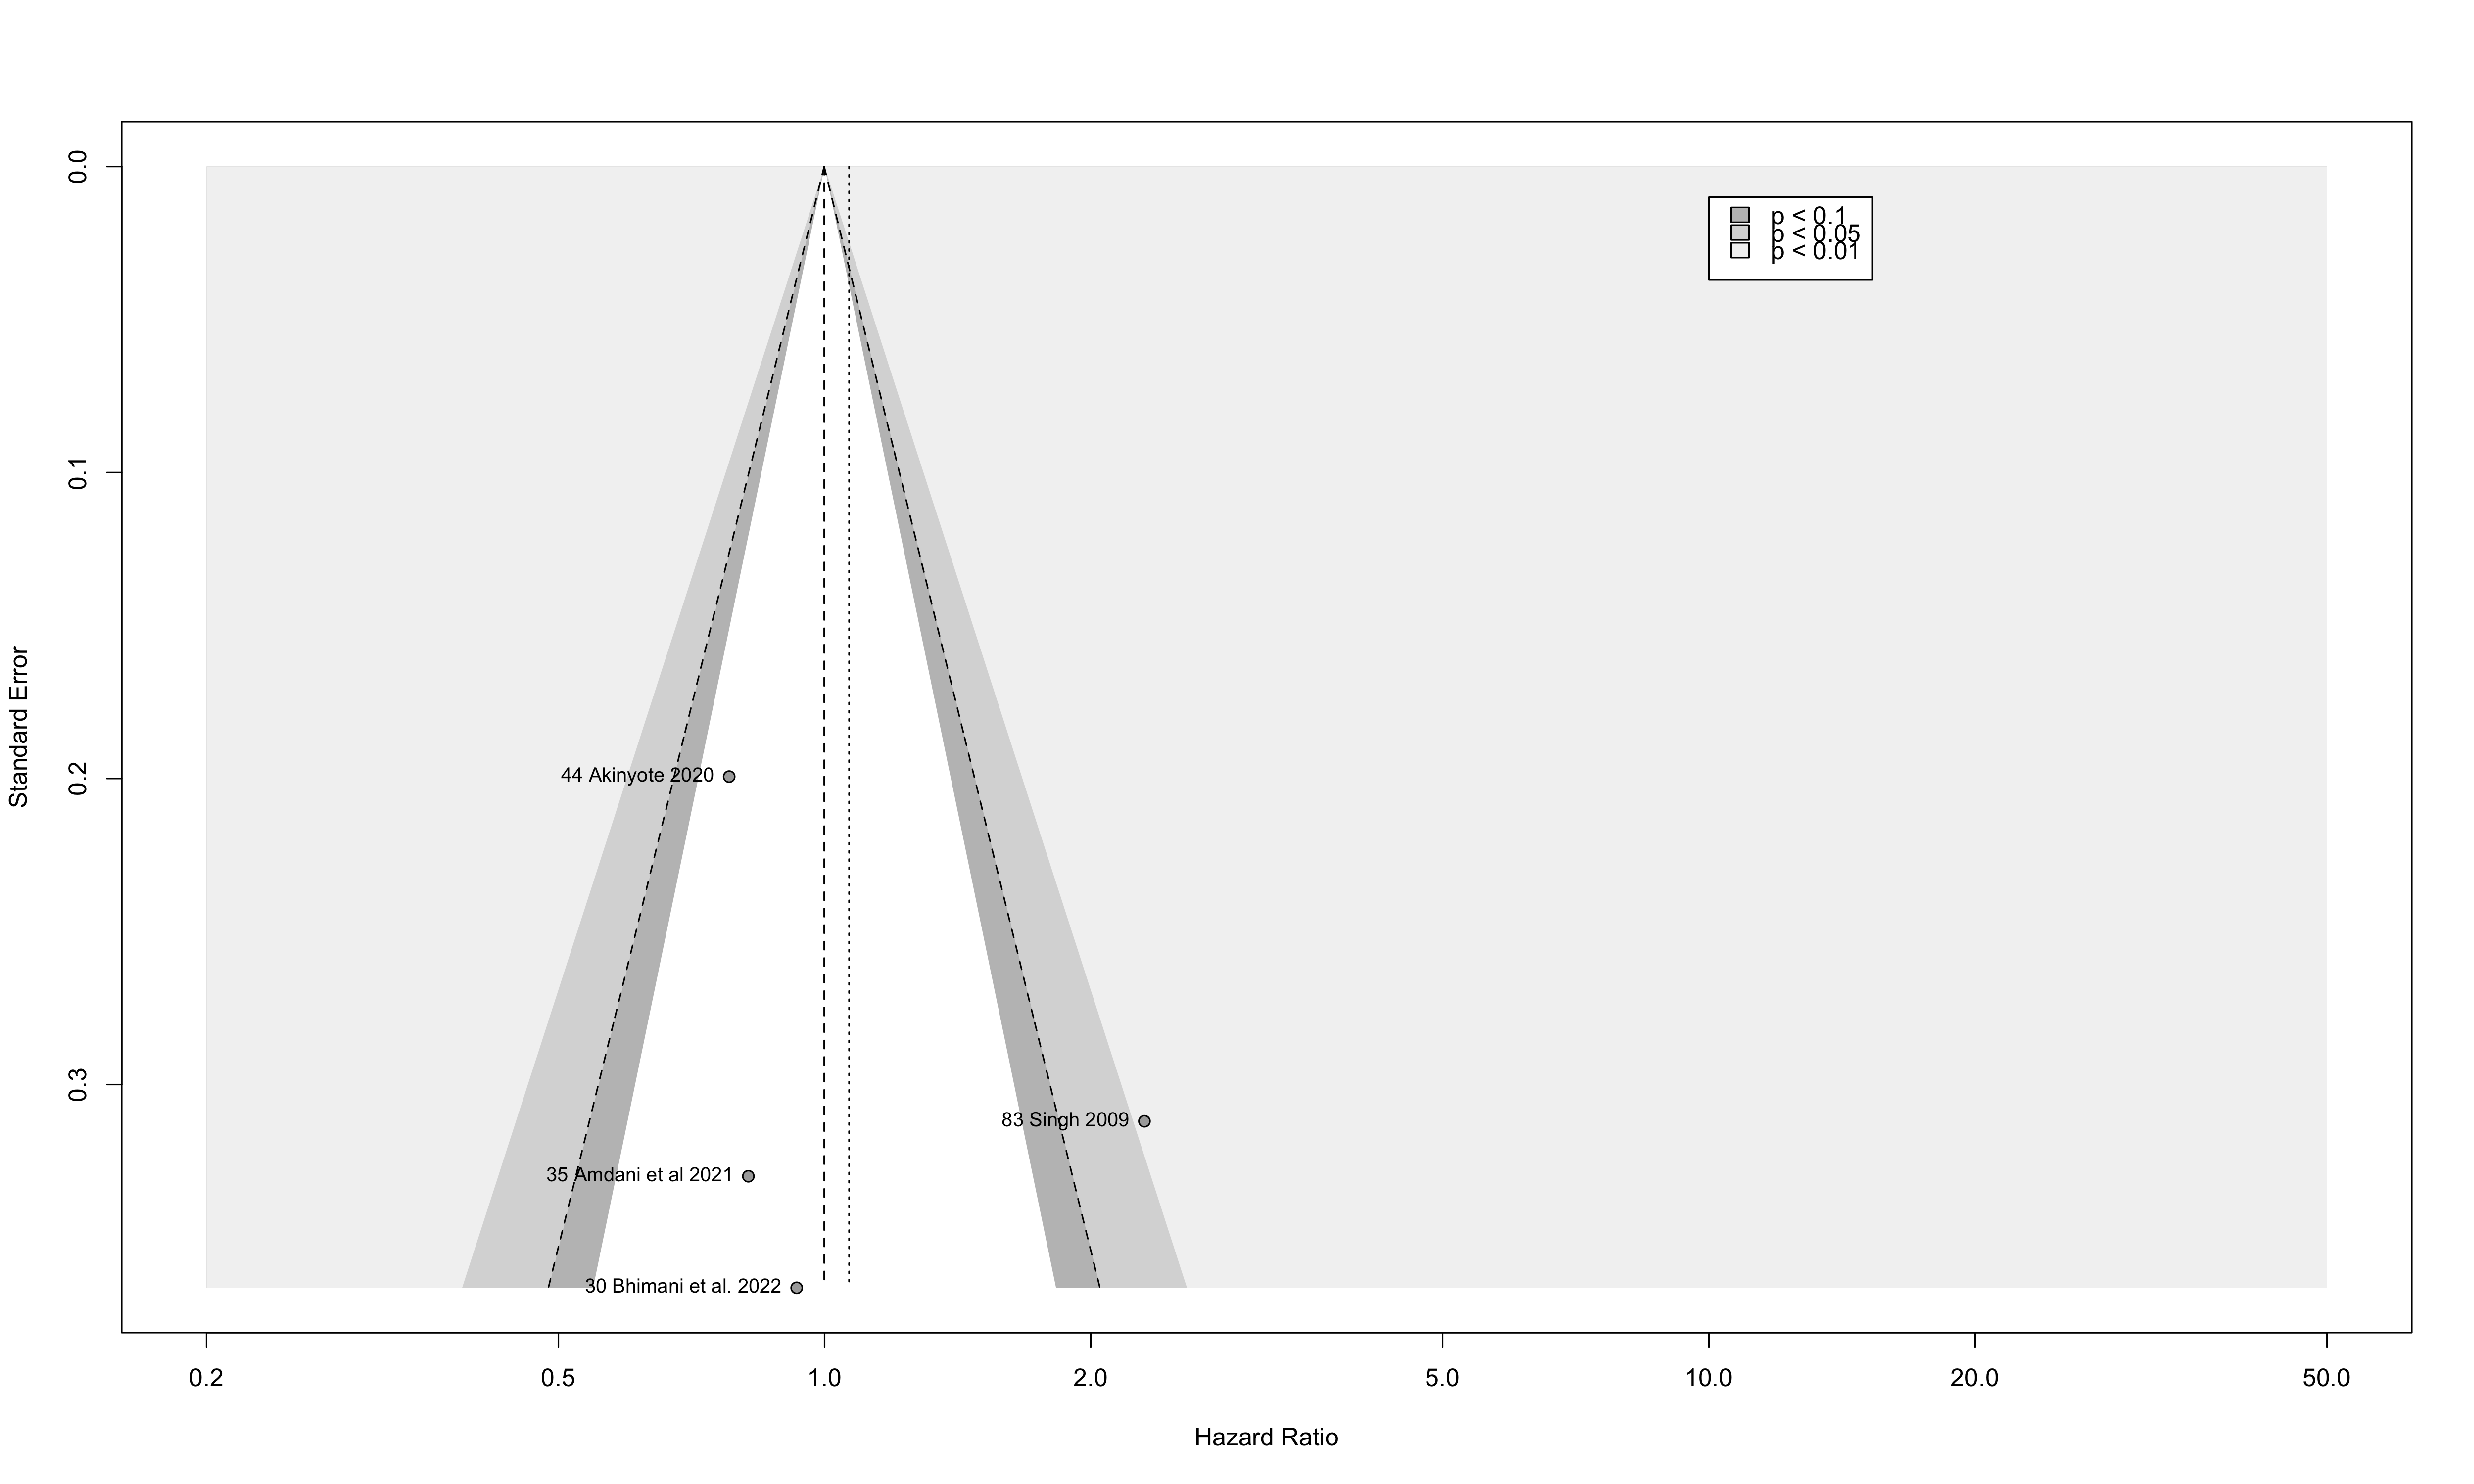 0.0
0.1
0.2
0.3
Standard Error
p < 0.1
p < 0.05
p < 0.01
44 Akinyote 2020
83 Singh 2009
35 Amdani et al 2021
30 Bhimani et al. 2022
0.2 0.5 1.0 2.0 5.0 10.0 20.0 50.0
Hazard Ratio